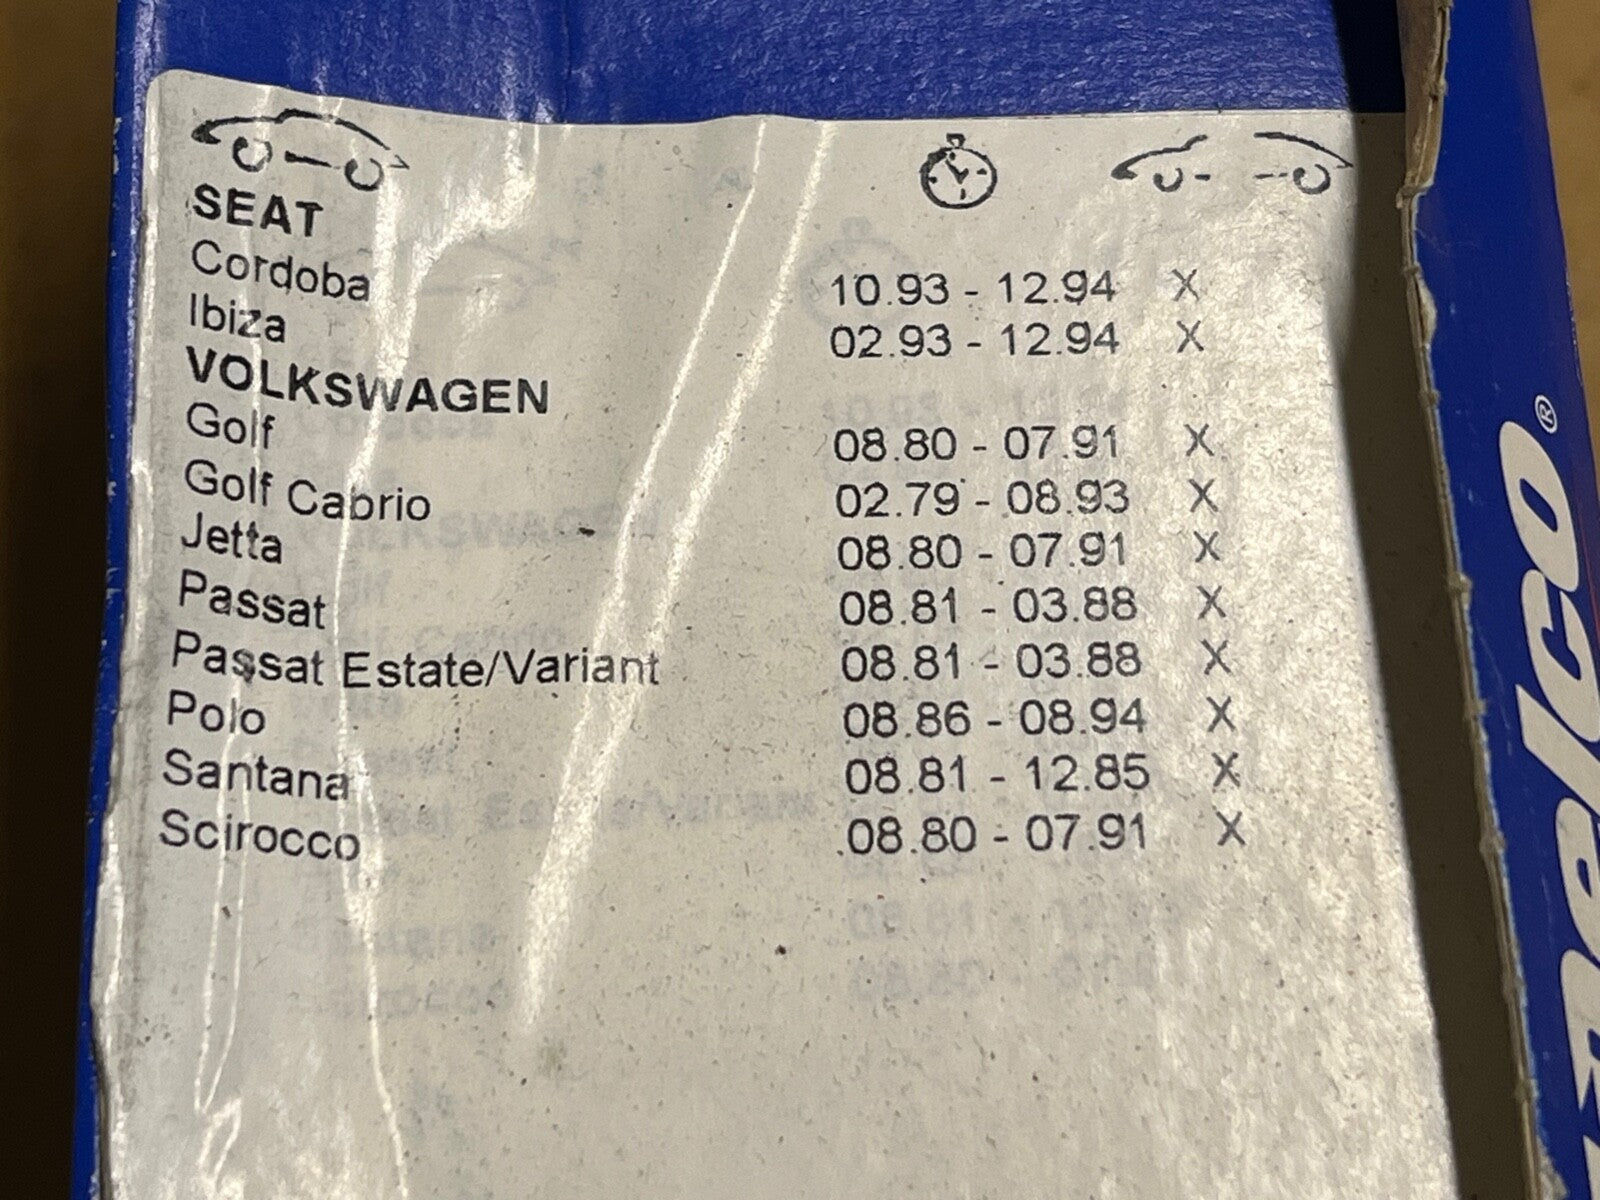 SEAT
Cordoba 10.93 - 12.94 X
Ibiza 02.93 - 12.94 X
VOLKSWAGEN
Golf 08.80 - 07.91 X
Golf Cabrio 02.79 - 08.93 X
Jetta 08.80 - 07.91 X
Passat 08.81 - 03.88 X
Passat Estate/Variant 08.81 - 03.88 X
Polo 08.86 - 08.94 X
Santana 08.81 - 12.85 X
Scirocco 08.80 - 07.91 X
elco®